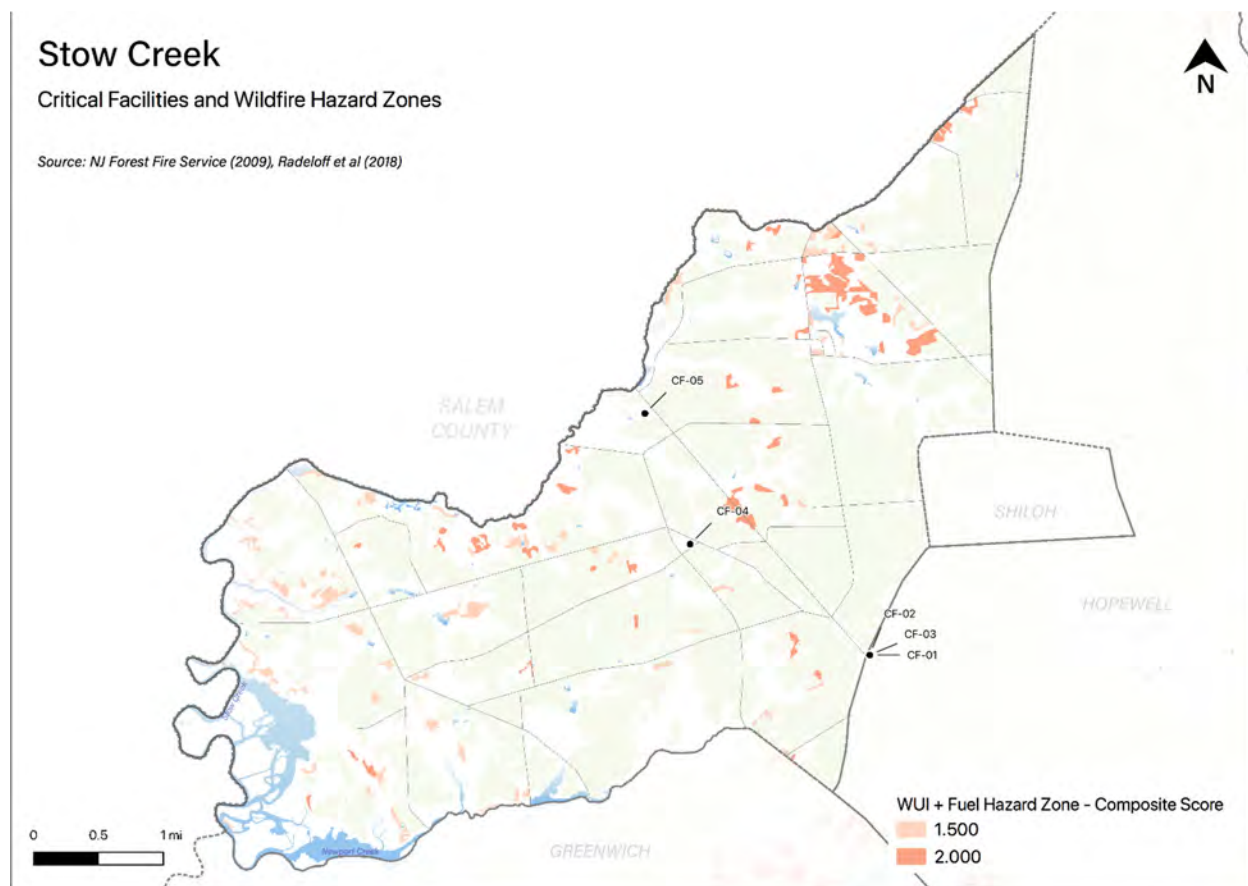 Stow Creek
Critical Facilities and Wildfire Hazard Zones
N
Source: NJ Forest Fire Service (2009), Radeloff et al (2018)
CF-05
SALEM
COUNTY
CF-04
SHILOH
CF-02
HOPEWELL
CF-03
CF-01
Stow Creek
WUI + Fuel Hazard Zone - Composite Score
1.500
2.000
0 0.5 1 mi
Newport Creek
GREENWICH